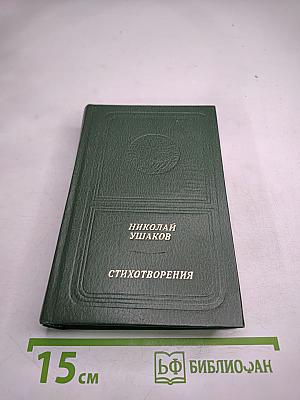 НИКОЛАЙ
УШАКОВ
СТИХОТВОРЕНИЯ
15 см
БФ БИБЛИОФАН